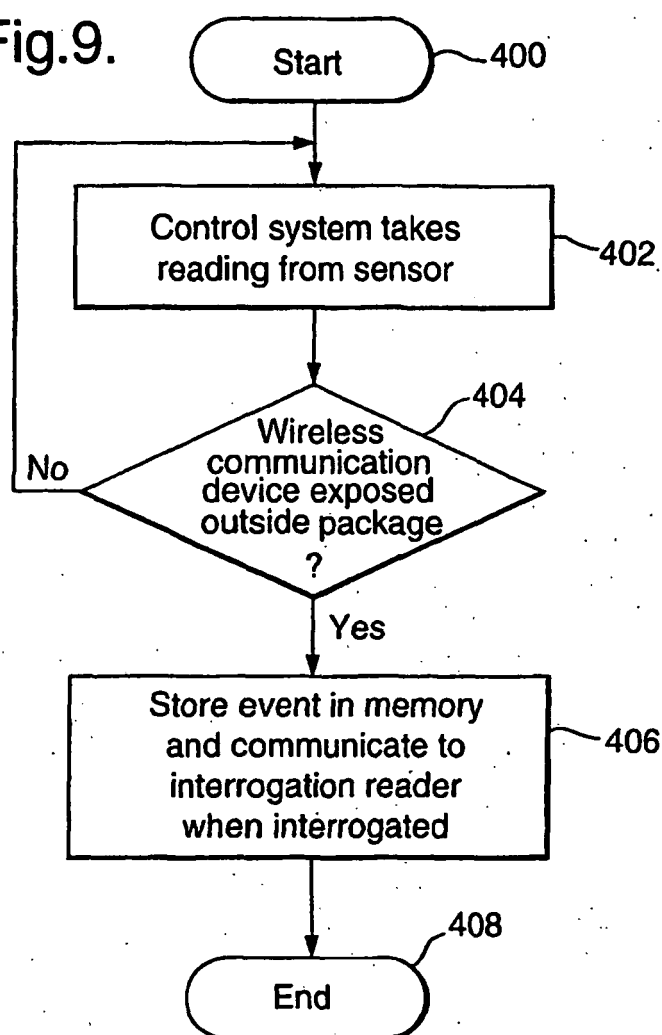 Fig.9.
Start
400
Control system takes
reading from sensor
402
404
Wireless
communication
device exposed
outside package
?
No
Yes
Store event in memory
and communicate to
interrogation reader
when interrogated
406
408
End